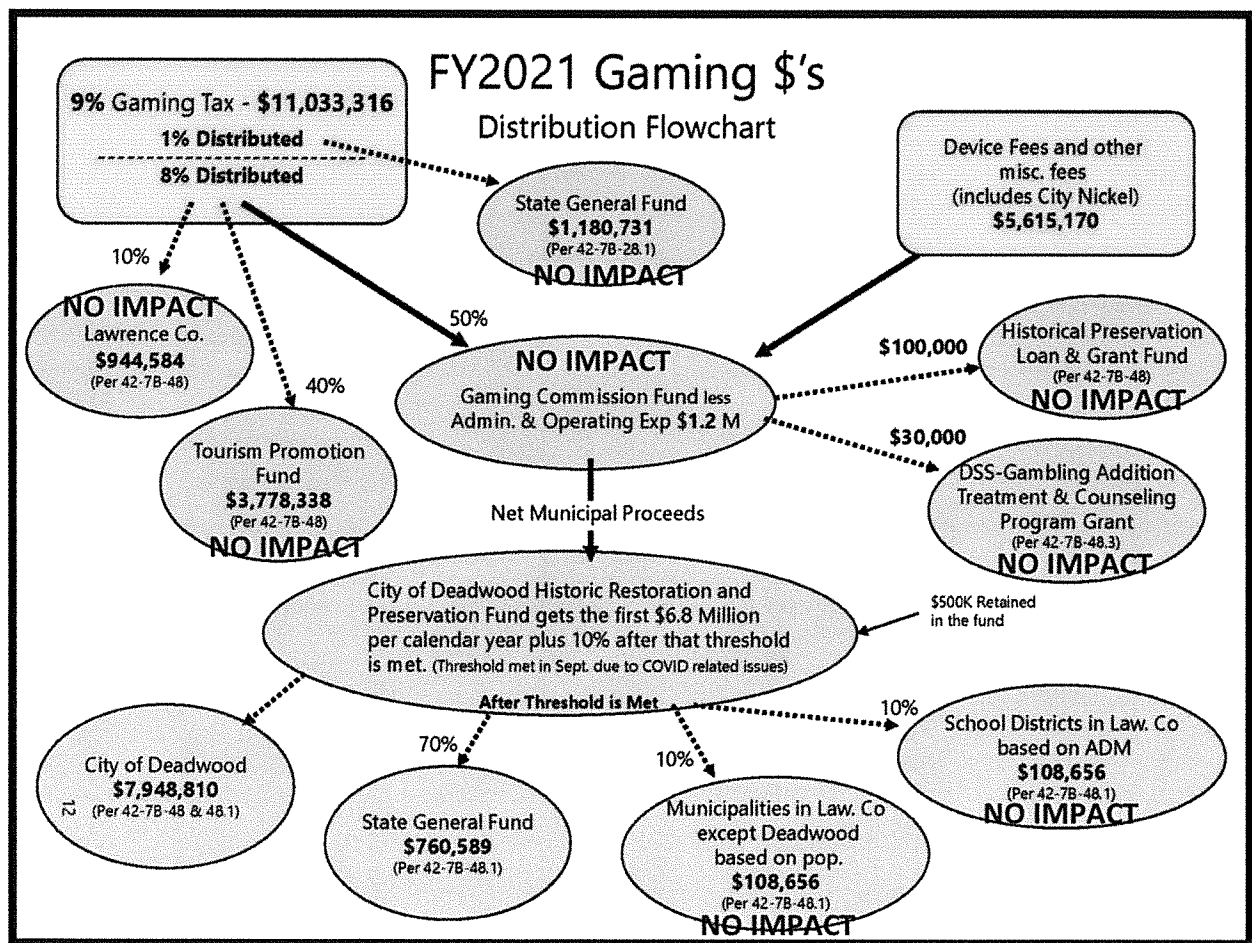 FY2021 Gaming $'s
Distribution Flowchart
9% Gaming Tax - $11,033,316
1% Distributed
8% Distributed
Device Fees and other
misc. fees
(includes City Nickel)
$5,615,170
State General Fund
$1,180,731
(Per 42-7B-28.1)
NO IMPACT
10%
NO IMPACT
Lawrence Co.
$944,584
(Per 42-7B-48)
40%
Tourism Promotion
Fund
$3,778,338
(Per 42-7B-48)
NO IMPACT
50%
NO IMPACT
Gaming Commission Fund less
Admin. & Operating Exp $1.2 M
$100,000
Historical Preservation
Loan & Grant Fund
(Per 42-7B-48)
NO IMPACT
$30,000
DSS-Gambling Addition
Treatment & Counseling
Program Grant
(Per 42-7B-48.3)
NO IMPACT
Net Municipal Proceeds
City of Deadwood Historic Restoration and
Preservation Fund gets the first $6.8 Million
per calendar year plus 10% after that threshold
is met. (Threshold met in Sept. due to COVID related issues)
After Threshold is Met
$500K Retained
in the fund
City of Deadwood
$7,948,810
(Per 42-7B-48 & 48.1)
12
70%
State General Fund
$760,589
(Per 42-7B-48.1)
10%
Municipalities in Law. Co
except Deadwood
based on pop.
$108,656
(Per 42-7B-48.1)
NO IMPACT
10%
School Districts in Law. Co
based on ADM
$108,656
(Per 42-7B-48.1)
NO IMPACT